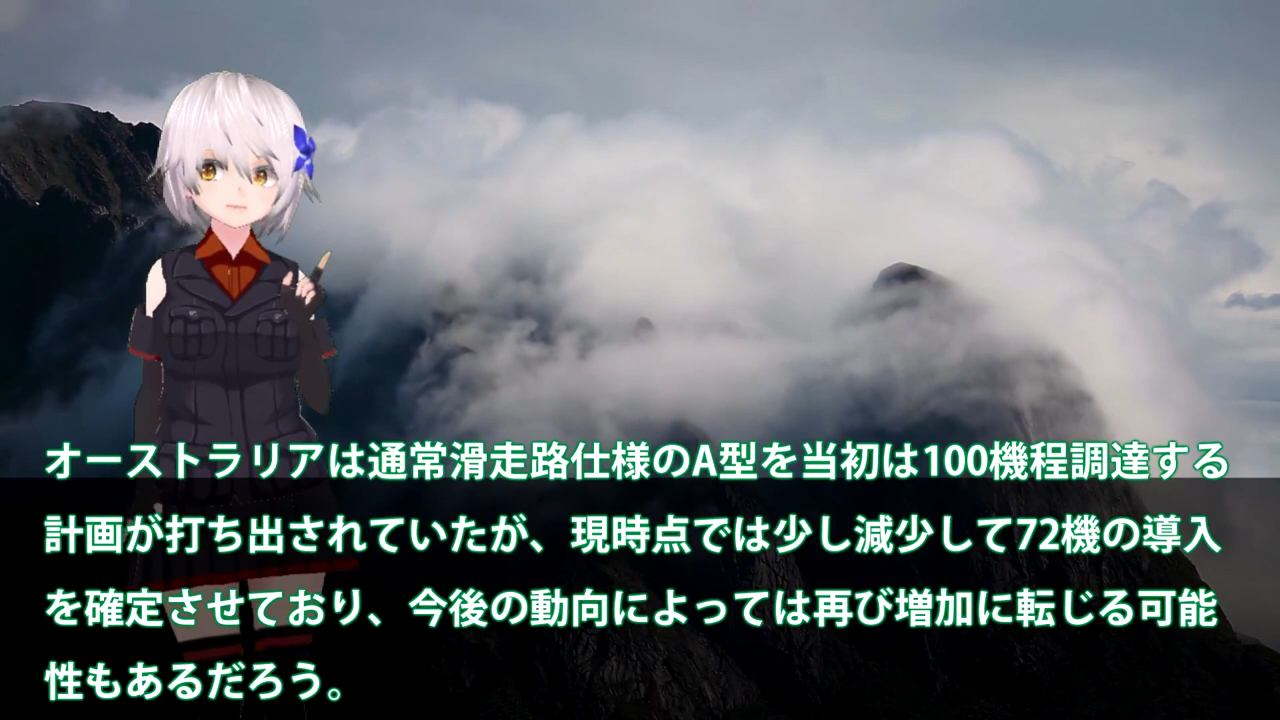 オーストラリアは通常滑走路仕様のA型を当初は100機程調達する
計画が打ち出されていたが、現時点では少し減少して72機の導入
を確定させており、今後の動向によっては再び増加に転じる可能
性もあるだろう。